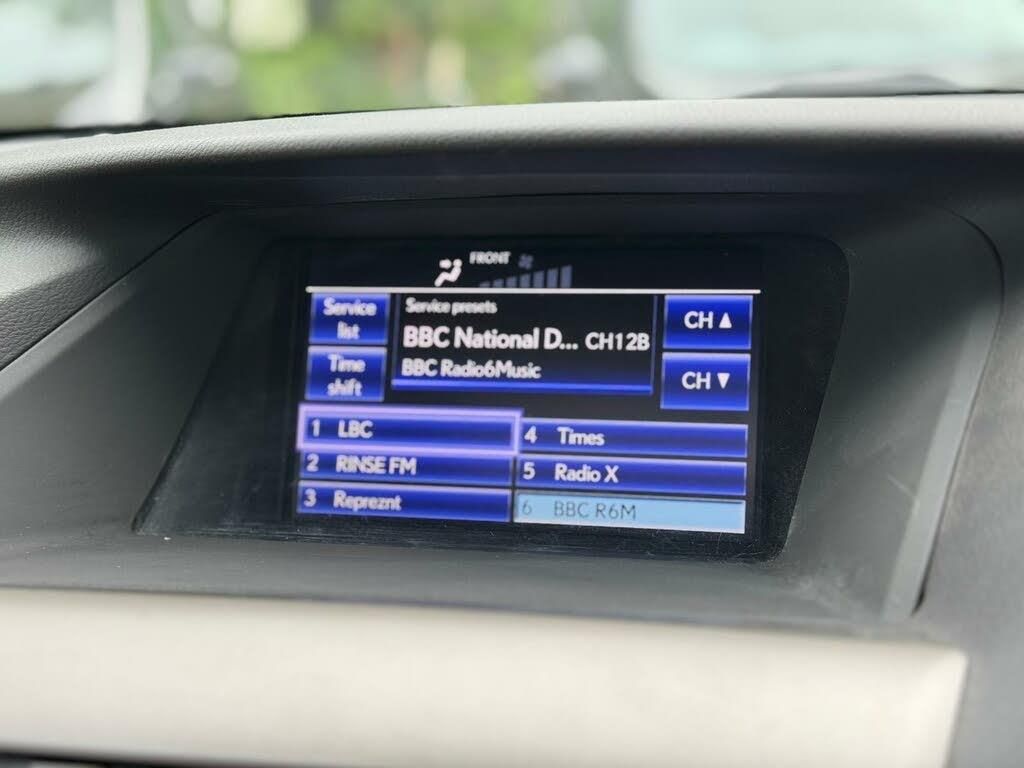 FRONT
Service list
Service presets
BBC National D... CH12B
BBC Radio6Music
CH ▲
Time shift
CH ▼
1 LBC
4 Times
2 RINSE FM
5 Radio X
3 Repreznt
6 BBC R6M